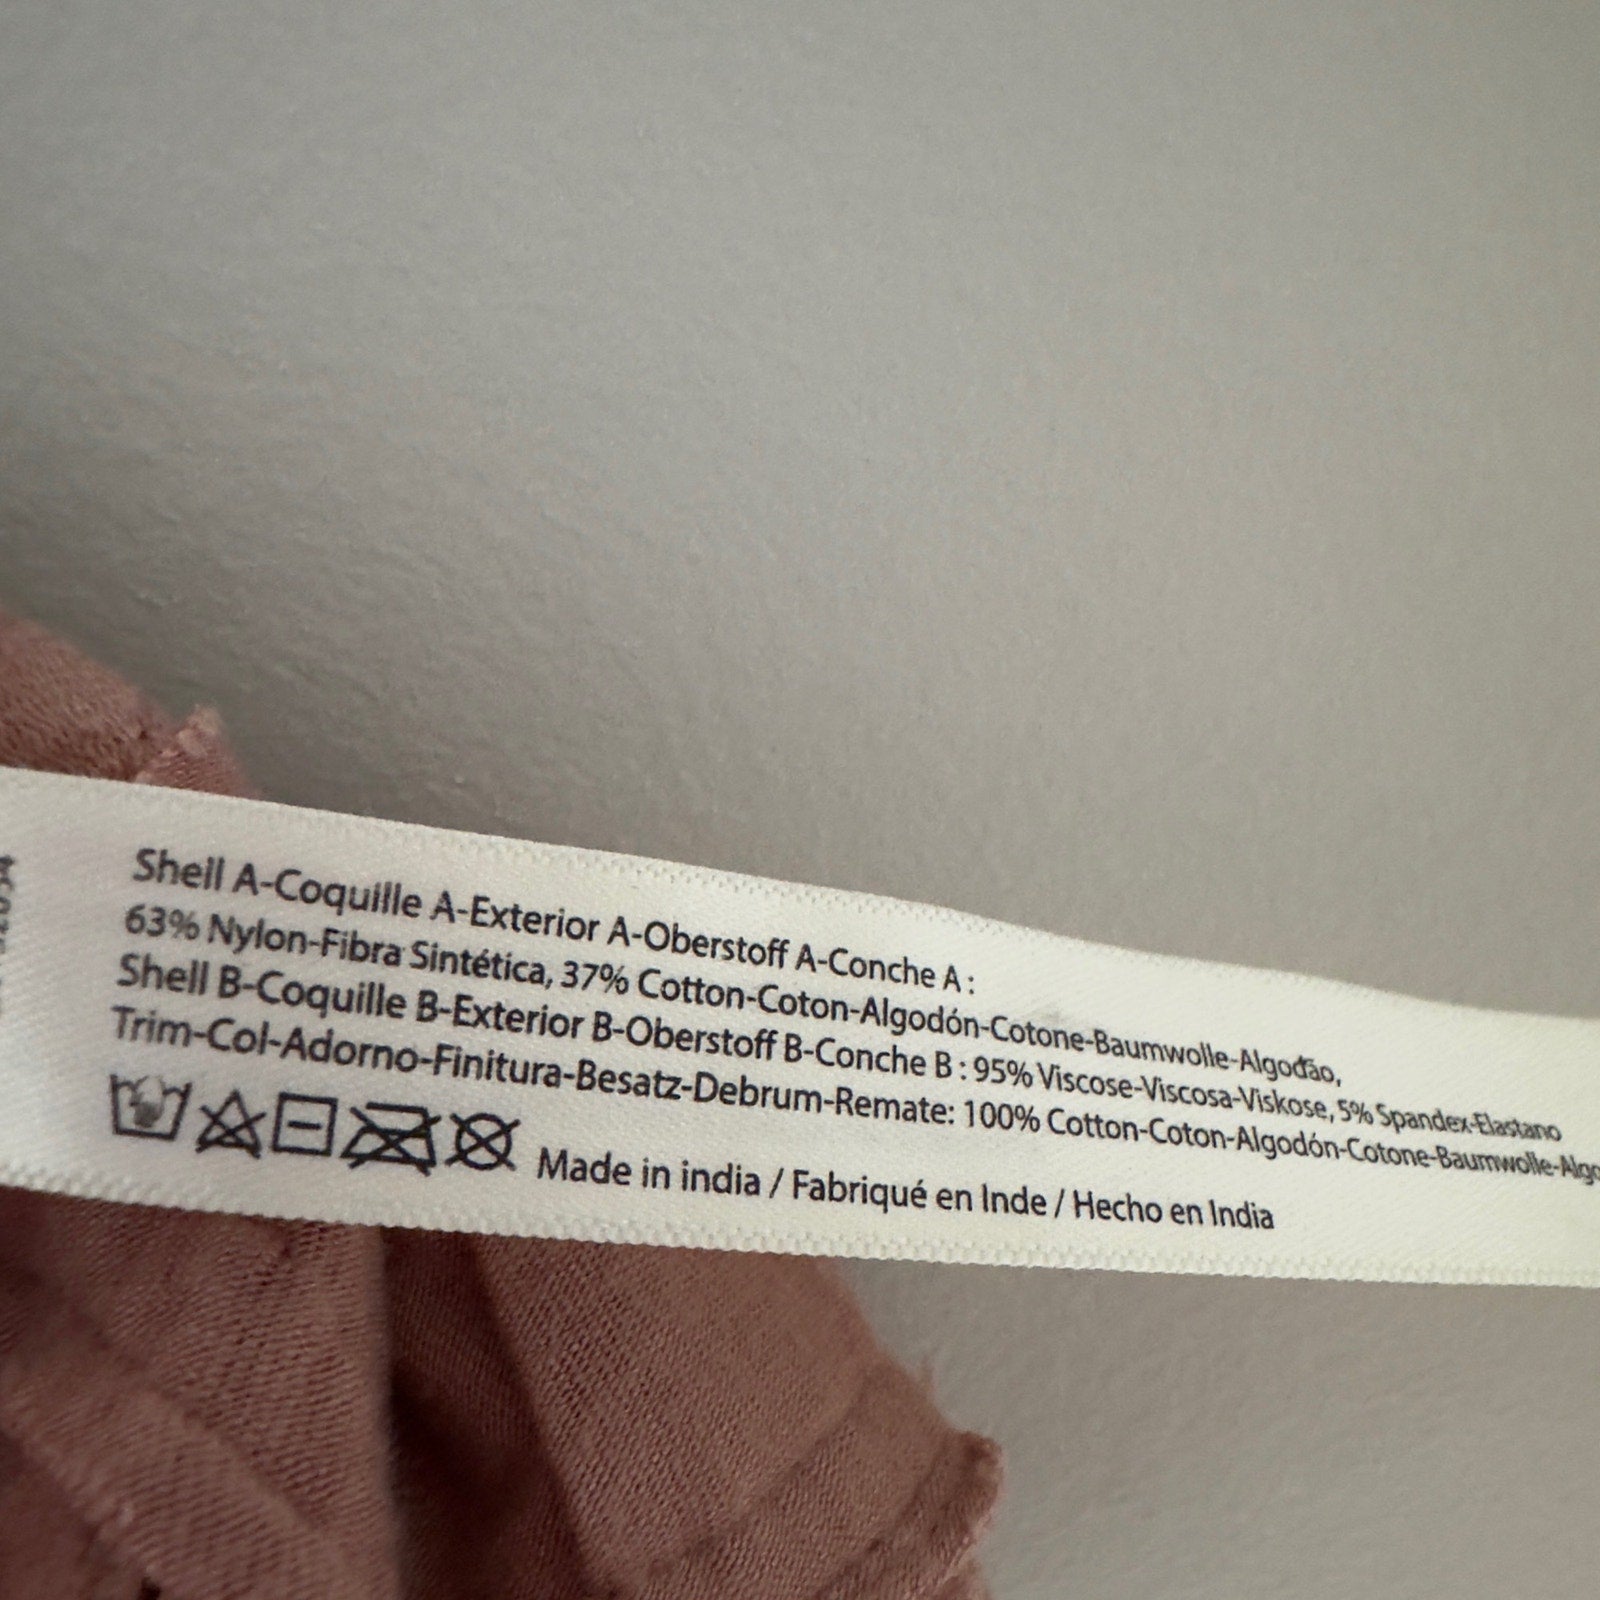 Shell A-Coquille A-Exterior A-Oberstoff A-Conche A :
63% Nylon-Fibra Sintética, 37% Cotton-Coton-Algodón-Cotone-Baumwolle-Algodão,
Shell B-Coquille B-Exterior B-Oberstoff B-Conche B : 95% Viscose-Viscosa-Viskose, 5% Spandex-Elastano
Trim-Col-Adorno-Finitura-Besatz-Debrum-Remate: 100% Cotton-Coton-Algodón-Cotone-Baumwolle-Algo
Made in india / Fabriqué en Inde / Hecho en India